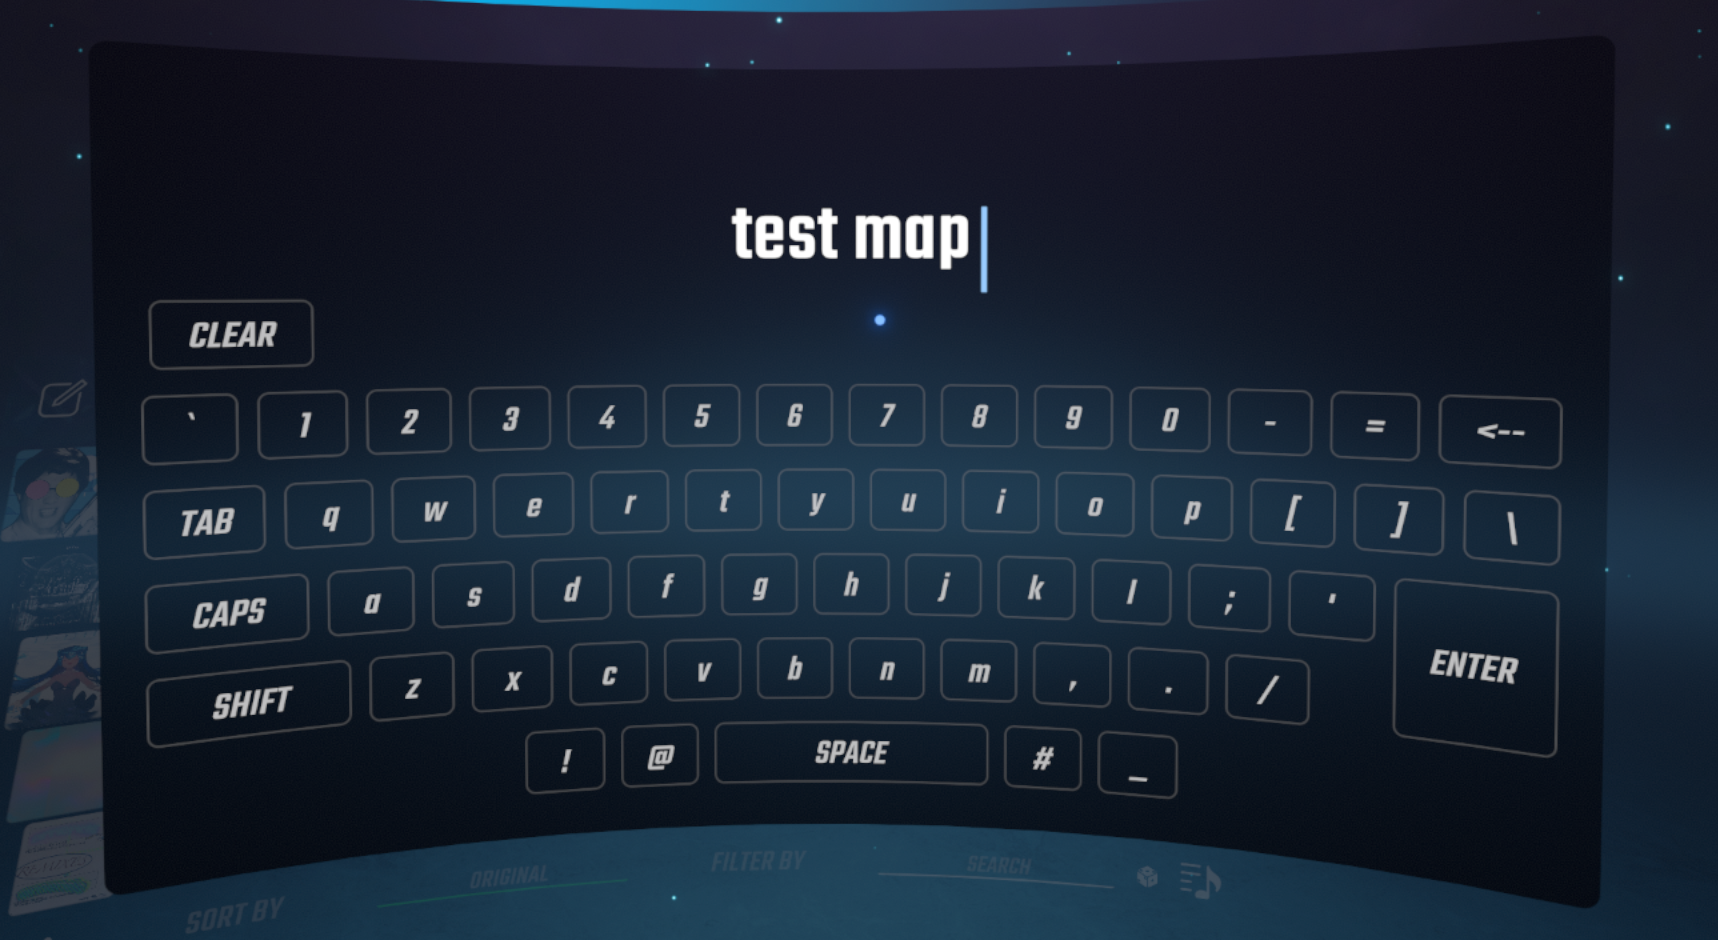 test map
CLEAR
` 1 2 3 4 5 6 7 8 9 0 - = <--
TAB q w e r t y u i o p [ ] \
CAPS a s d f g h j k l ; '
ENTER
SHIFT z x c v b n m , . /
! @ SPACE # _
SORT BY ORIGINAL FILTER BY SEARCH